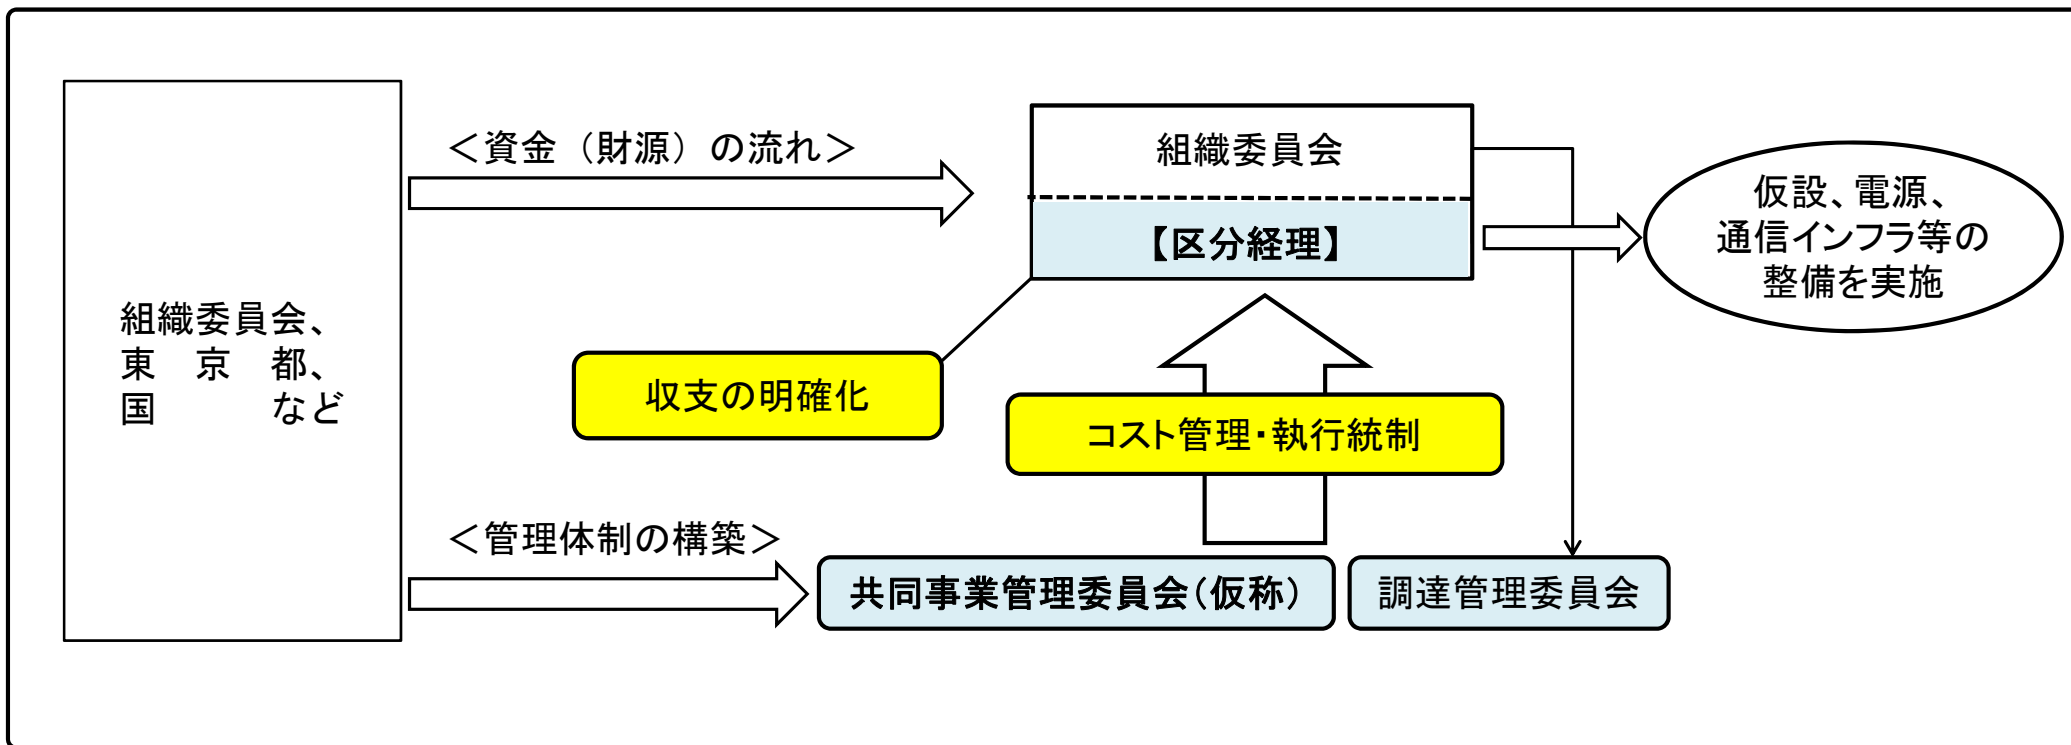 組織委員会、
東　京　都、
国　　　など
＜資金（財源）の流れ＞
組織委員会
【区分経理】
仮設、電源、
通信インフラ等の
整備を実施
収支の明確化
コスト管理・執行統制
＜管理体制の構築＞
共同事業管理委員会（仮称）
調達管理委員会